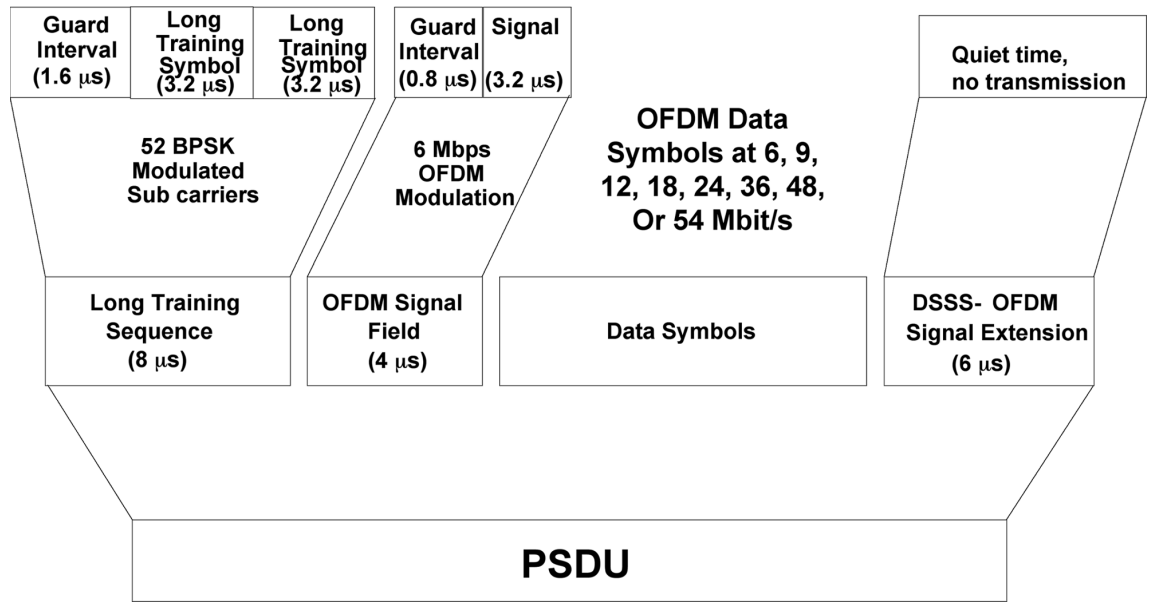 Guard
Interval
(1.6 μs)
Long
Training
Symbol
(3.2 μs)
Long
Training
Symbol
(3.2 μs)
Guard
Interval
(0.8 μs)
Signal
(3.2 μs)
Quiet time,
no transmission
52 BPSK
Modulated
Sub carriers
6 Mbps
OFDM
Modulation
OFDM Data
Symbols at 6, 9,
12, 18, 24, 36, 48,
Or 54 Mbit/s
Long Training
Sequence
(8 μs)
OFDM Signal
Field
(4 μs)
Data Symbols
DSSS- OFDM
Signal Extension
(6 μs)
PSDU